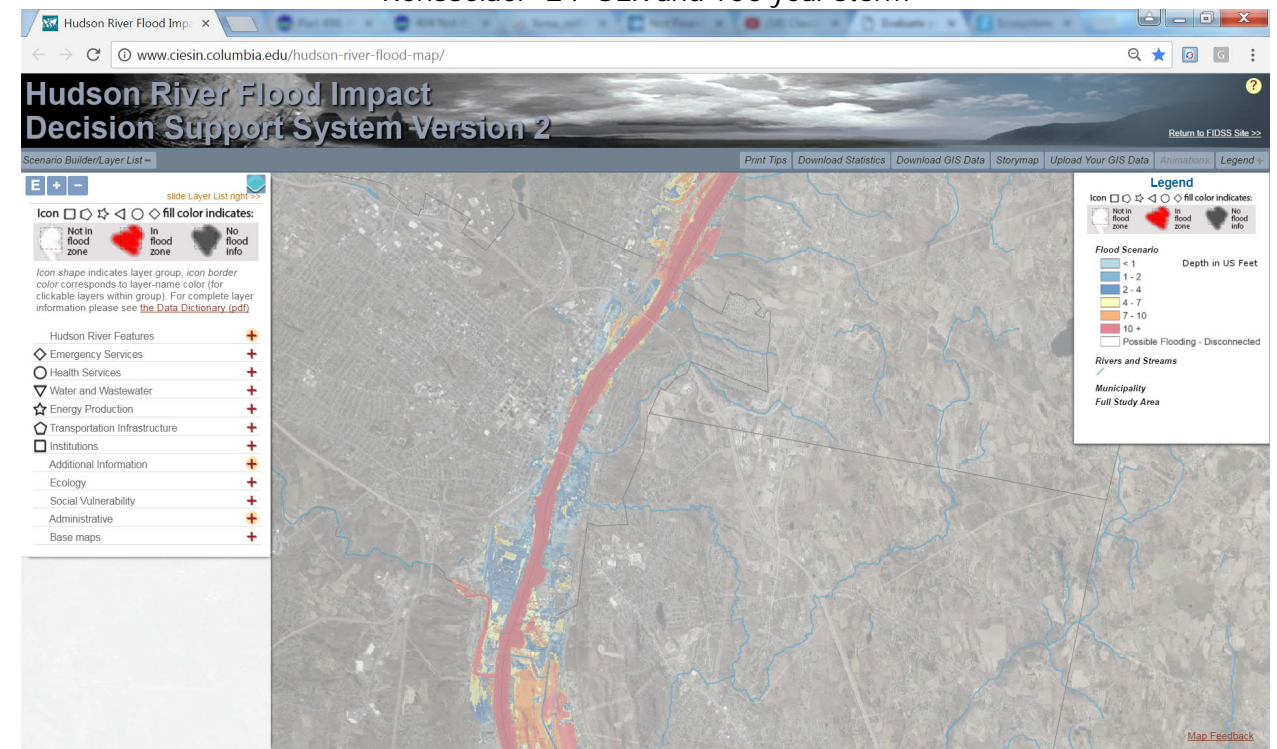 Rensselder "24" SLR and 100 year storm
Hudson River Flood Impa
www.ciesin.columbia.edu/hudson-river-flood-map/
Hudson River Flood Impact
Decision Support System Version 2
?
Return to FIDSS Site >>
Scenario Builder/Layer List –
Print Tips Download Statistics Download GIS Data Storymap Upload Your GIS Data Animations Legend +
E + -
slide Layer List right >>
Icon fill color indicates:
Not in flood zone
In flood zone
No flood info
Icon shape indicates layer group, icon border
color corresponds to layer-name color (for
clickable layers within group). For complete layer
information please see the Data Dictionary (pdf)
Hudson River Features +
Emergency Services +
Health Services +
Water and Wastewater +
Energy Production +
Transportation Infrastructure +
Institutions +
Additional Information +
Ecology +
Social Vulnerability +
Administrative +
Base maps +
Legend
Icon fill color indicates:
Not in flood zone
In flood zone
No flood info
Flood Scenario
< 1 Depth in US Feet
1 - 2
2 - 4
4 - 7
7 - 10
10 +
Possible Flooding - Disconnected
Rivers and Streams
Municipality
Full Study Area
Map Feedback